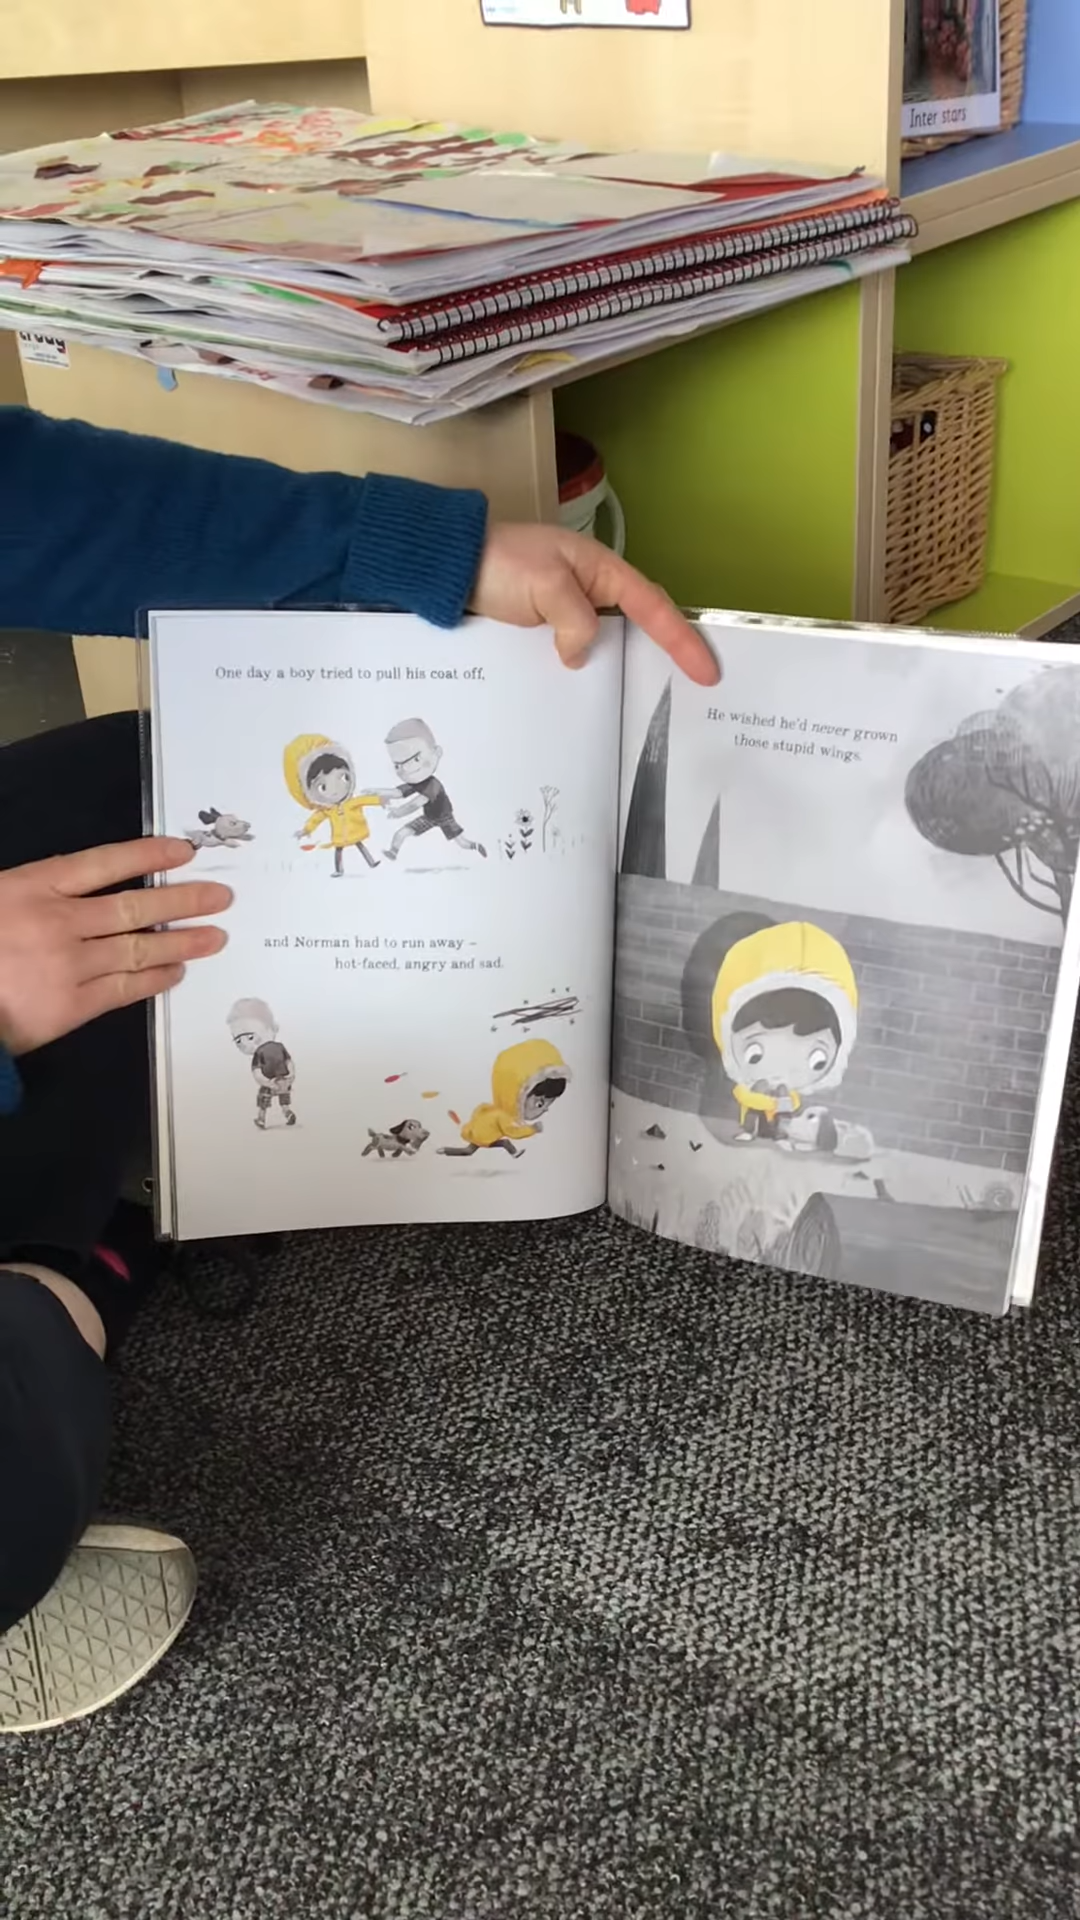 Inter stars
One day a boy tried to pull his coat off,
and Norman had to run away –
hot-faced, angry and sad.
He wished he'd never grown
those stupid wings.